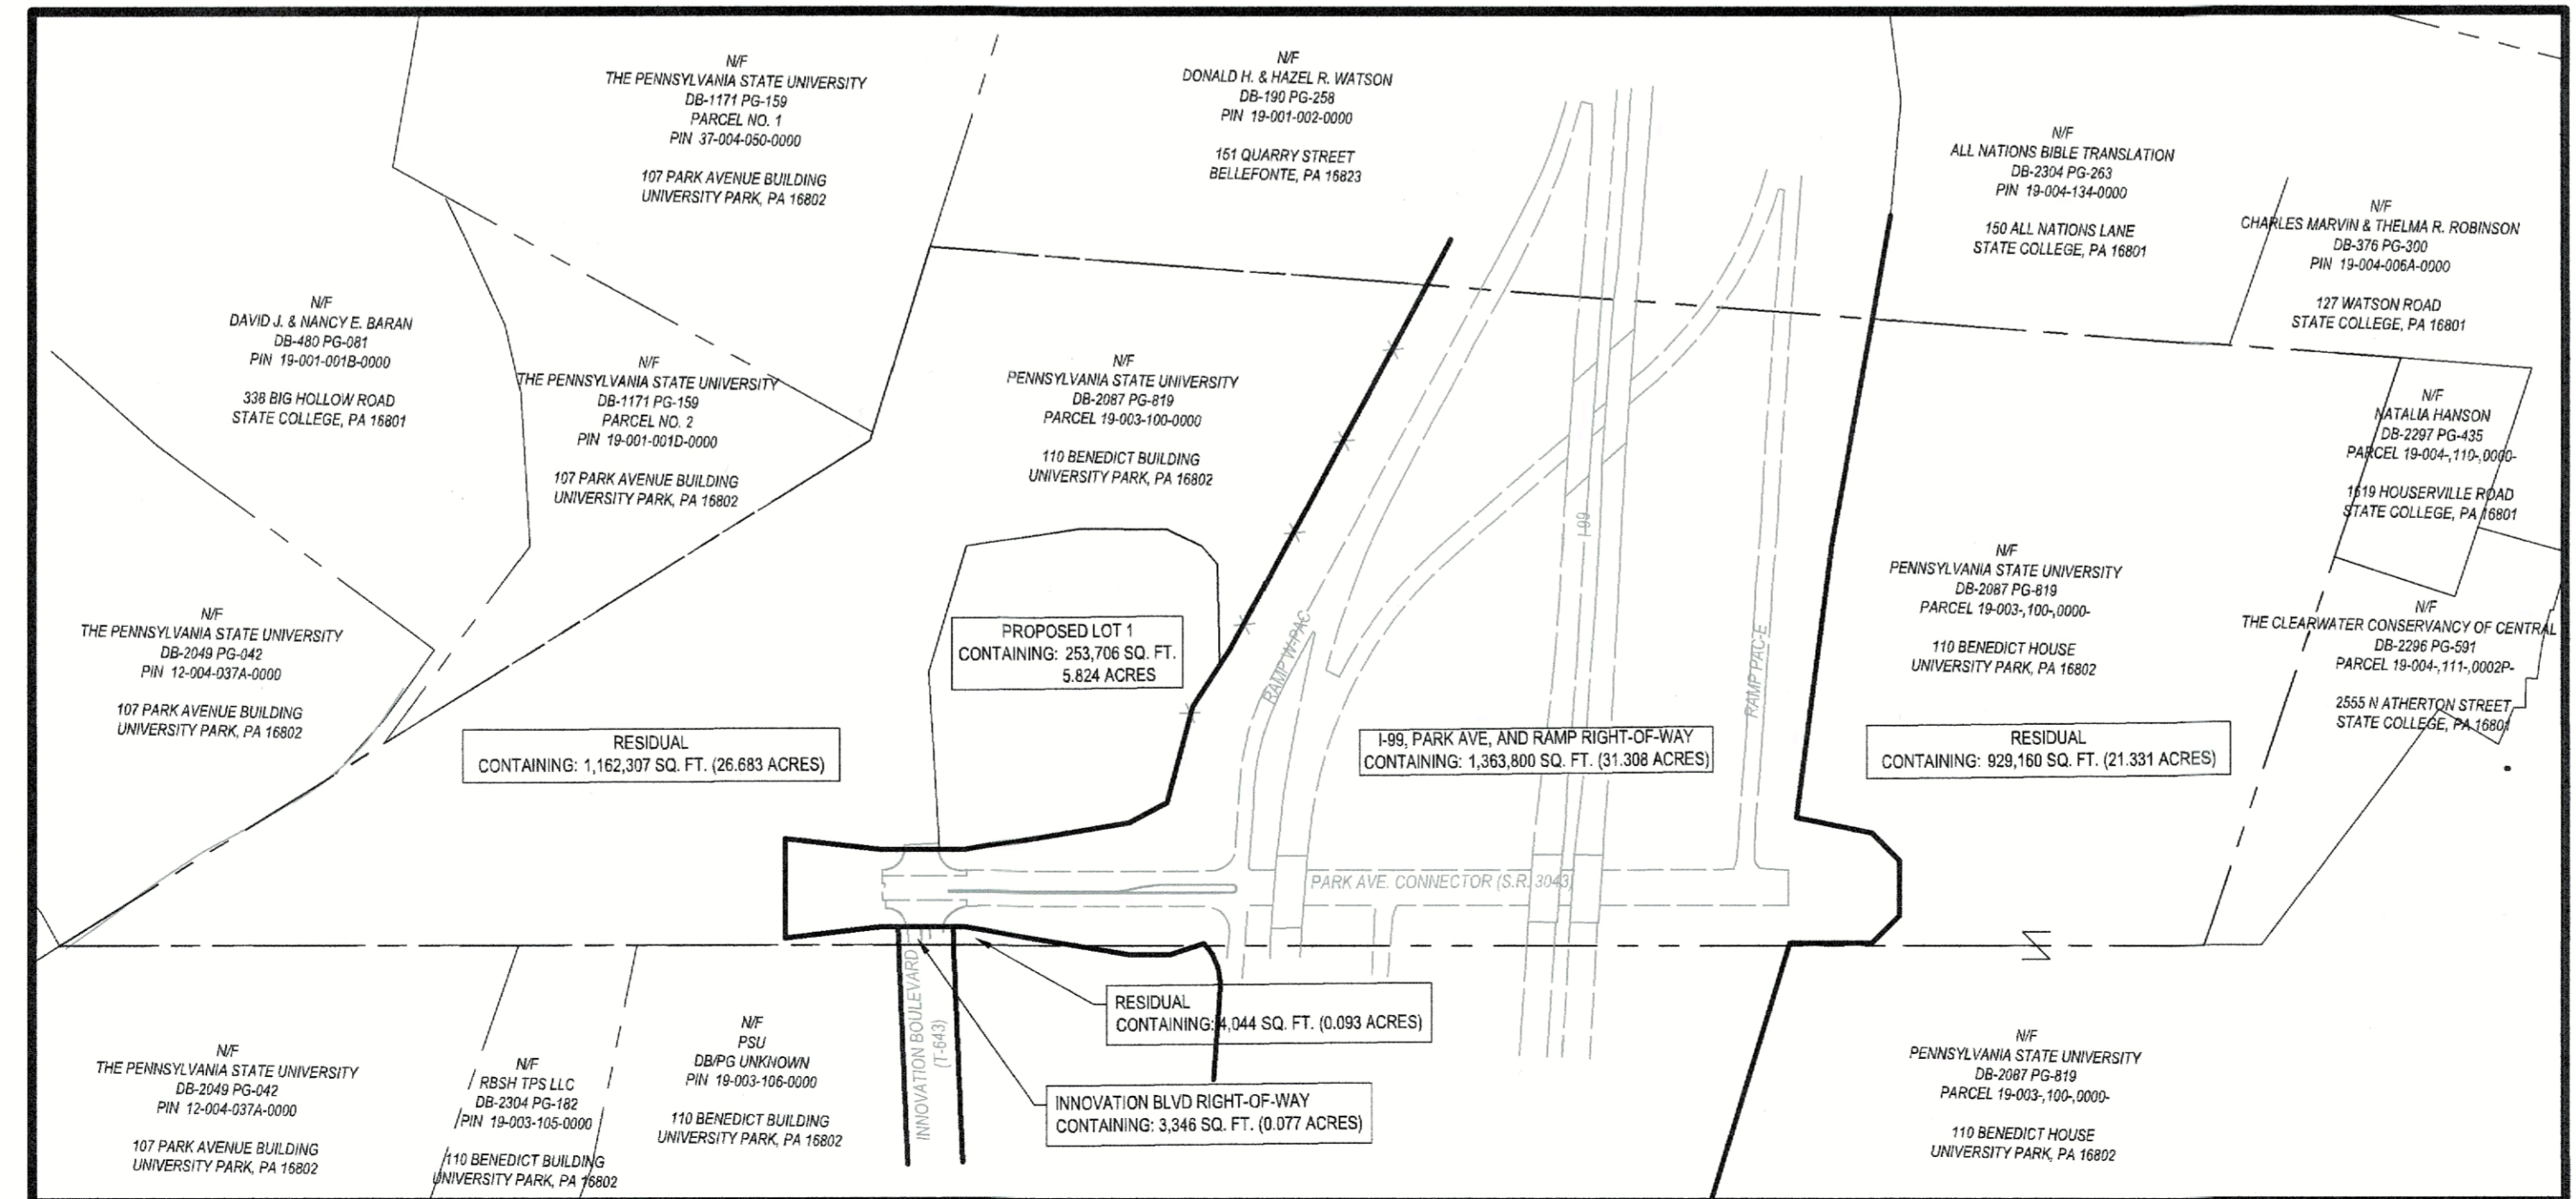 N/F
THE PENNSYLVANIA STATE UNIVERSITY
DB-1171 PG-159
PARCEL NO. 1
PIN 37-004-050-0000
107 PARK AVENUE BUILDING
UNIVERSITY PARK, PA 16802
N/F
DONALD H. & HAZEL R. WATSON
DB-190 PG-258
PIN 19-001-002-0000
151 QUARRY STREET
BELLEFONTE, PA 16823
N/F
ALL NATIONS BIBLE TRANSLATION
DB-2304 PG-263
PIN 19-004-134-0000
150 ALL NATIONS LANE
STATE COLLEGE, PA 16801
N/F
CHARLES MARVIN & THELMA R. ROBINSON
DB-376 PG-300
PIN 19-004-006A-0000
127 WATSON ROAD
STATE COLLEGE, PA 16801
N/F
DAVID J. & NANCY E. BARAN
DB-480 PG-081
PIN 19-001-001B-0000
338 BIG HOLLOW ROAD
STATE COLLEGE, PA 16801
N/F
THE PENNSYLVANIA STATE UNIVERSITY
DB-1171 PG-159
PARCEL NO. 2
PIN 19-001-001D-0000
107 PARK AVENUE BUILDING
UNIVERSITY PARK, PA 16802
N/F
PENNSYLVANIA STATE UNIVERSITY
DB-2087 PG-819
PARCEL 19-003-100-0000
110 BENEDICT BUILDING
UNIVERSITY PARK, PA 16802
N/F
NATALIA HANSON
DB-2297 PG-435
PARCEL 19-004-,110-,0000-
1619 HOUSERVILLE ROAD
STATE COLLEGE, PA 16801
I-99
N/F
PENNSYLVANIA STATE UNIVERSITY
DB-2087 PG-819
PARCEL 19-003-,100-,0000-
110 BENEDICT HOUSE
UNIVERSITY PARK, PA 16802
N/F
THE CLEARWATER CONSERVANCY OF CENTRAL
DB-2296 PG-591
PARCEL 19-004-,111-,0002P-
2555 N ATHERTON STREET
STATE COLLEGE, PA 16801
N/F
THE PENNSYLVANIA STATE UNIVERSITY
DB-2049 PG-042
PIN 12-004-037A-0000
107 PARK AVENUE BUILDING
UNIVERSITY PARK, PA 16802
PROPOSED LOT 1
CONTAINING: 253,706 SQ. FT.
5.824 ACRES
RAMP W-PAC
RAMP PAC-E
RESIDUAL
CONTAINING: 1,162,307 SQ. FT. (26.683 ACRES)
I-99, PARK AVE, AND RAMP RIGHT-OF-WAY
CONTAINING: 1,363,800 SQ. FT. (31.308 ACRES)
RESIDUAL
CONTAINING: 929,160 SQ. FT. (21.331 ACRES)
PARK AVE. CONNECTOR (S.R. 3043)
INNOVATION BOULEVARD
(T-643)
RESIDUAL
CONTAINING: 4,044 SQ. FT. (0.093 ACRES)
INNOVATION BLVD RIGHT-OF-WAY
CONTAINING: 3,346 SQ. FT. (0.077 ACRES)
N/F
THE PENNSYLVANIA STATE UNIVERSITY
DB-2049 PG-042
PIN 12-004-037A-0000
107 PARK AVENUE BUILDING
UNIVERSITY PARK, PA 16802
N/F
RBSH TPS LLC
DB-2304 PG-182
PIN 19-003-105-0000
110 BENEDICT BUILDING
UNIVERSITY PARK, PA 16802
N/F
PSU
DB/PG UNKNOWN
PIN 19-003-106-0000
110 BENEDICT BUILDING
UNIVERSITY PARK, PA 16802
N/F
PENNSYLVANIA STATE UNIVERSITY
DB-2087 PG-819
PARCEL 19-003-,100-,0000-
110 BENEDICT HOUSE
UNIVERSITY PARK, PA 16802